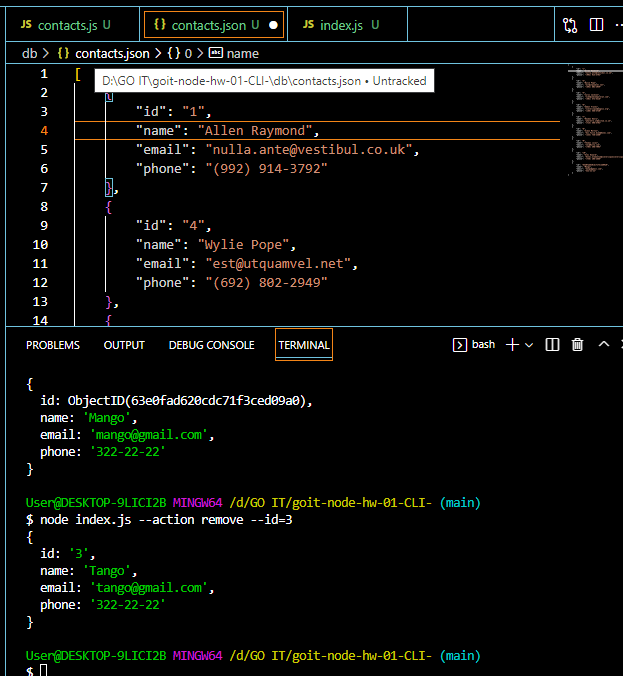 JS contacts.js U
{} contacts.json U
JS index.js U
db > {} contacts.json > {} 0 > abc name
D:\GO IT\goit-node-hw-01-CLI-\db\contacts.json • Untracked
1 [
2 {
3 "id": "1",
4 "name": "Allen Raymond",
5 "email": "nulla.ante@vestibul.co.uk",
6 "phone": "(992) 914-3792"
7 },
8 {
9 "id": "4",
10 "name": "Wylie Pope",
11 "email": "est@utquamvel.net",
12 "phone": "(692) 802-2949"
13 },
14 {
PROBLEMS OUTPUT DEBUG CONSOLE TERMINAL bash
{
id: ObjectID(63e0fad620cdc71f3ced09a0),
name: 'Mango',
email: 'mango@gmail.com',
phone: '322-22-22'
}
User@DESKTOP-9LICI2B MINGW64 /d/GO IT/goit-node-hw-01-CLI- (main)
$ node index.js --action remove --id=3
{
id: '3',
name: 'Tango',
email: 'tango@gmail.com',
phone: '322-22-22'
}
User@DESKTOP-9LICI2B MINGW64 /d/GO IT/goit-node-hw-01-CLI- (main)
$